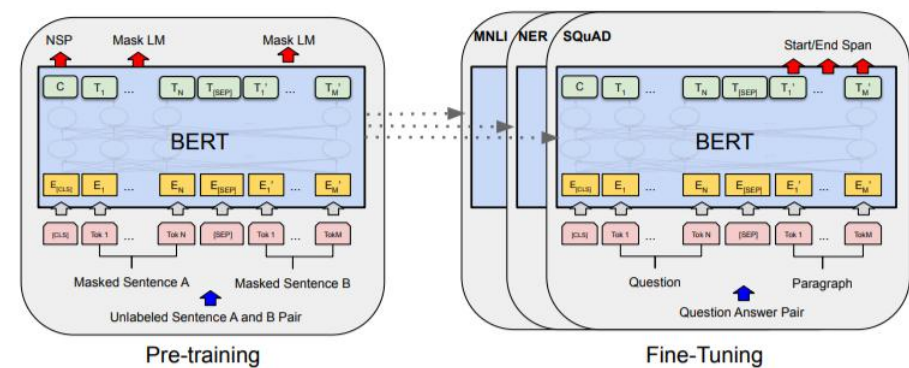 NSP Mask LM Mask LM
C T1 ... TN T[SEP] T1' ... TM'
BERT
E[CLS] E1 ... EN E[SEP] E1' ... EM'
[CLS] Tok 1 ... Tok N [SEP] Tok 1 ... TokM
Masked Sentence A Masked Sentence B
Unlabeled Sentence A and B Pair
Pre-training
MNLI NER SQuAD
Start/End Span
C T1 ... TN T[SEP] T1' ... TM'
BERT
E[CLS] E1 ... EN E[SEP] E1' ... EM'
[CLS] Tok 1 ... Tok N [SEP] Tok 1 ... TokM
Question Paragraph
Question Answer Pair
Fine-Tuning